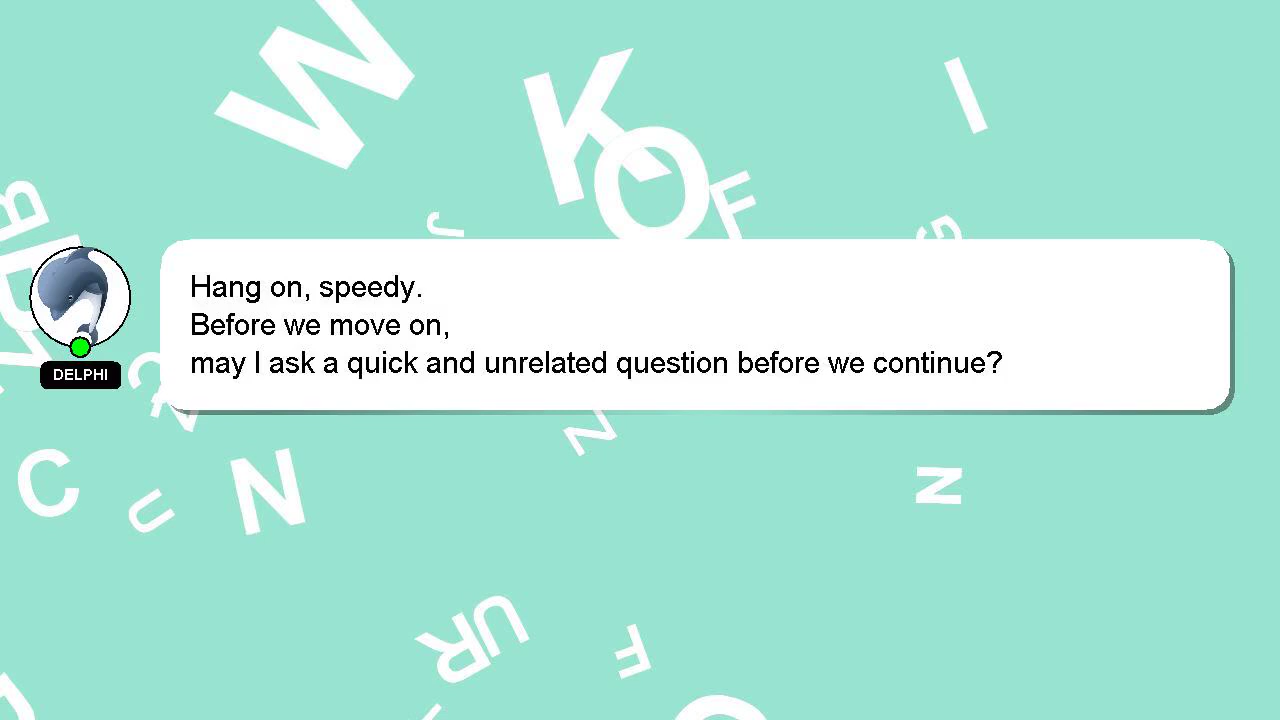 Hang on, speedy.
Before we move on,
may I ask a quick and unrelated question before we continue?
DELPHI
W
K
O
F
I
J
G
B
D
A
C
Z
N
C
U
N
N
U
R
F